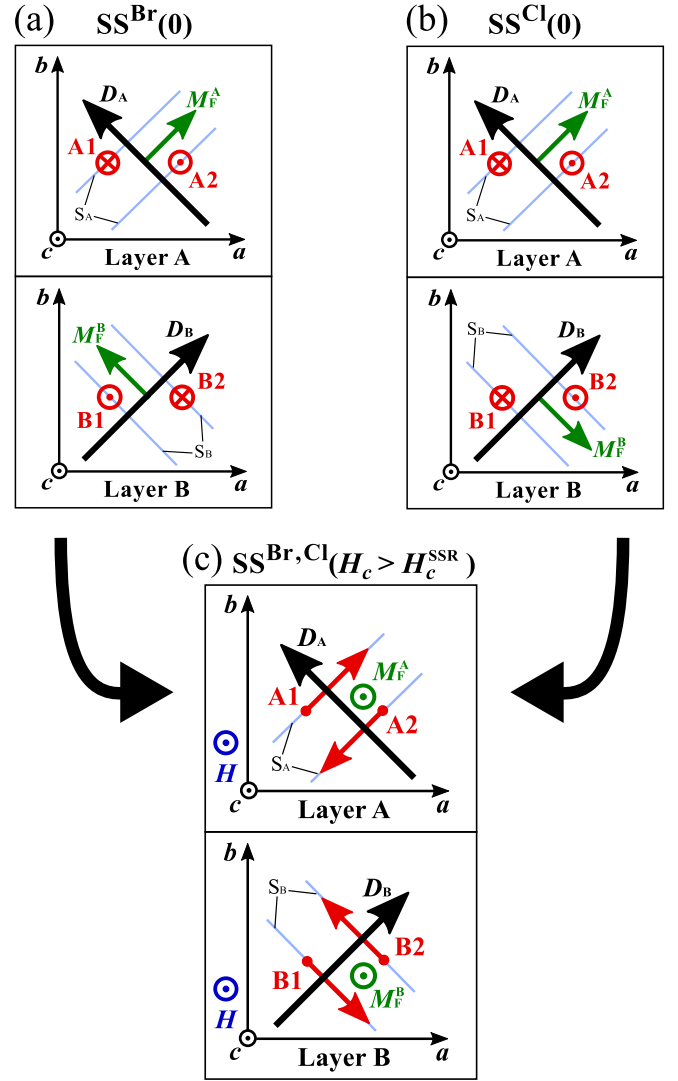 (a) SS^Br(0)
b
D_A
M_F^A
A1
A2
S_A
c
Layer A
a
b
M_F^B
D_B
B1
B2
S_B
c
Layer B
a
(b) SS^Cl(0)
b
D_A
M_F^A
A1
A2
S_A
c
Layer A
a
b
S_B
D_B
B2
B1
M_F^B
c
Layer B
a
(c) SS^Br,Cl(H_c > H_c^SSR)
b
D_A
M_F^A
A1
A2
S_A
H
c
Layer A
a
b
S_B
D_B
B2
B1
M_F^B
H
c
Layer B
a